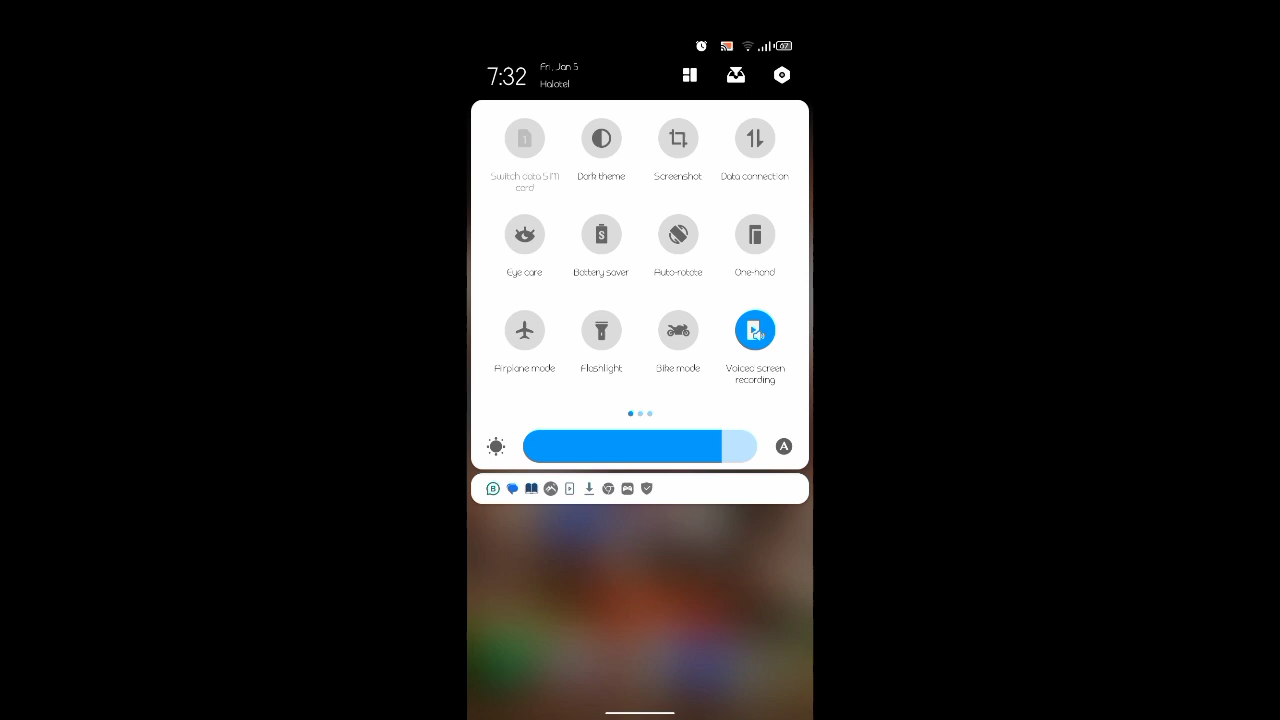 67
7:32
Fri, Jan 5
Halotel
Switch data SIM
card
Dark theme
Screenshot
Data connection
Eye care
Battery saver
Auto-rotate
One-hand
Airplane mode
Flashlight
Bike mode
Voiced screen
recording
A